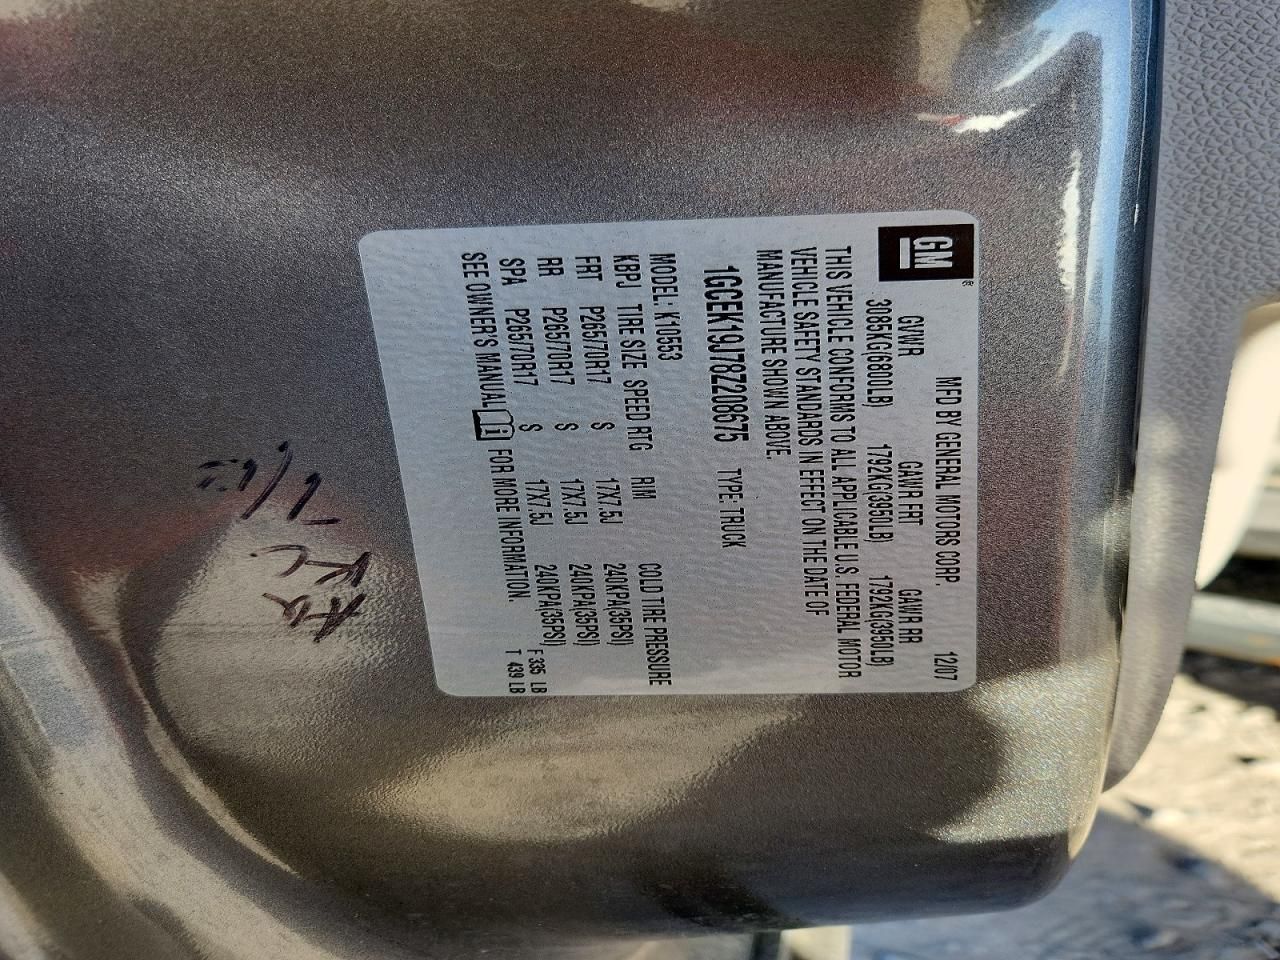 GM
MFD BY GENERAL MOTORS CORP. 12/07
GVWR GAWR FRT GAWR RR
3085KG(6800LB) 1792KG(3950LB) 1792KG(3950LB)
THIS VEHICLE CONFORMS TO ALL APPLICABLE U.S. FEDERAL MOTOR
VEHICLE SAFETY STANDARDS IN EFFECT ON THE DATE OF
MANUFACTURE SHOWN ABOVE.
1GCEK19J78Z208675 TYPE: TRUCK
MODEL: K10553
KBPJ TIRE SIZE SPEED RTG RIM COLD TIRE PRESSURE
FRT P265/70R17 S 17X7.5J 240KPA(35PSI)
RR P265/70R17 S 17X7.5J 240KPA(35PSI)
SPA P265/70R17 S 17X7.5J 240KPA(35PSI)
SEE OWNER'S MANUAL FOR MORE INFORMATION.
F 335 LB
T 439 LB